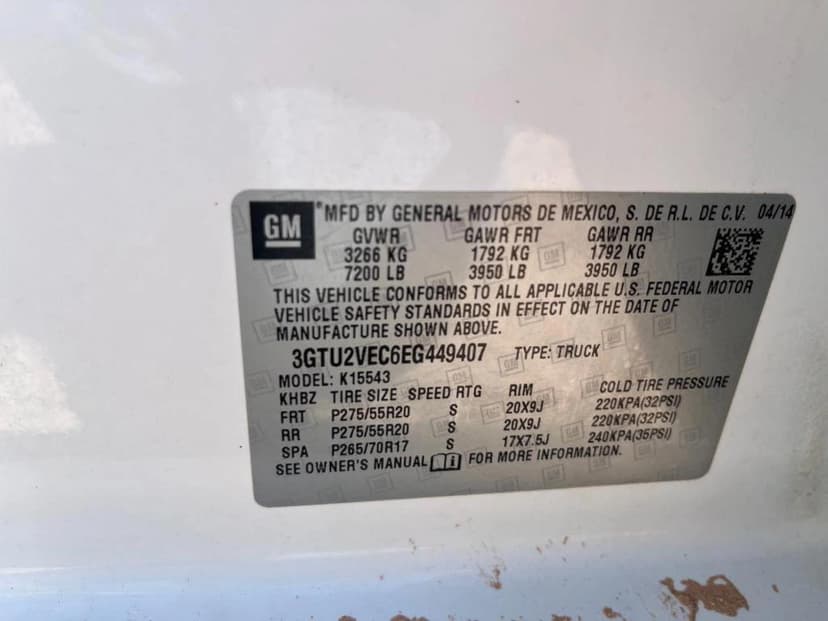 GM
MFD BY GENERAL MOTORS DE MEXICO, S. DE R.L. DE C.V. 04/14
GVWR GAWR FRT GAWR RR
3266 KG 1792 KG 1792 KG
7200 LB 3950 LB 3950 LB
THIS VEHICLE CONFORMS TO ALL APPLICABLE U.S. FEDERAL MOTOR
VEHICLE SAFETY STANDARDS IN EFFECT ON THE DATE OF
MANUFACTURE SHOWN ABOVE.
3GTU2VEC6EG449407 TYPE: TRUCK
MODEL: K15543
KHBZ TIRE SIZE SPEED RTG RIM COLD TIRE PRESSURE
FRT P275/55R20 S 20X9J 220KPA(32PSI)
RR P275/55R20 S 20X9J 220KPA(32PSI)
SPA P265/70R17 S 17X7.5J 240KPA(35PSI)
SEE OWNER'S MANUAL i FOR MORE INFORMATION.